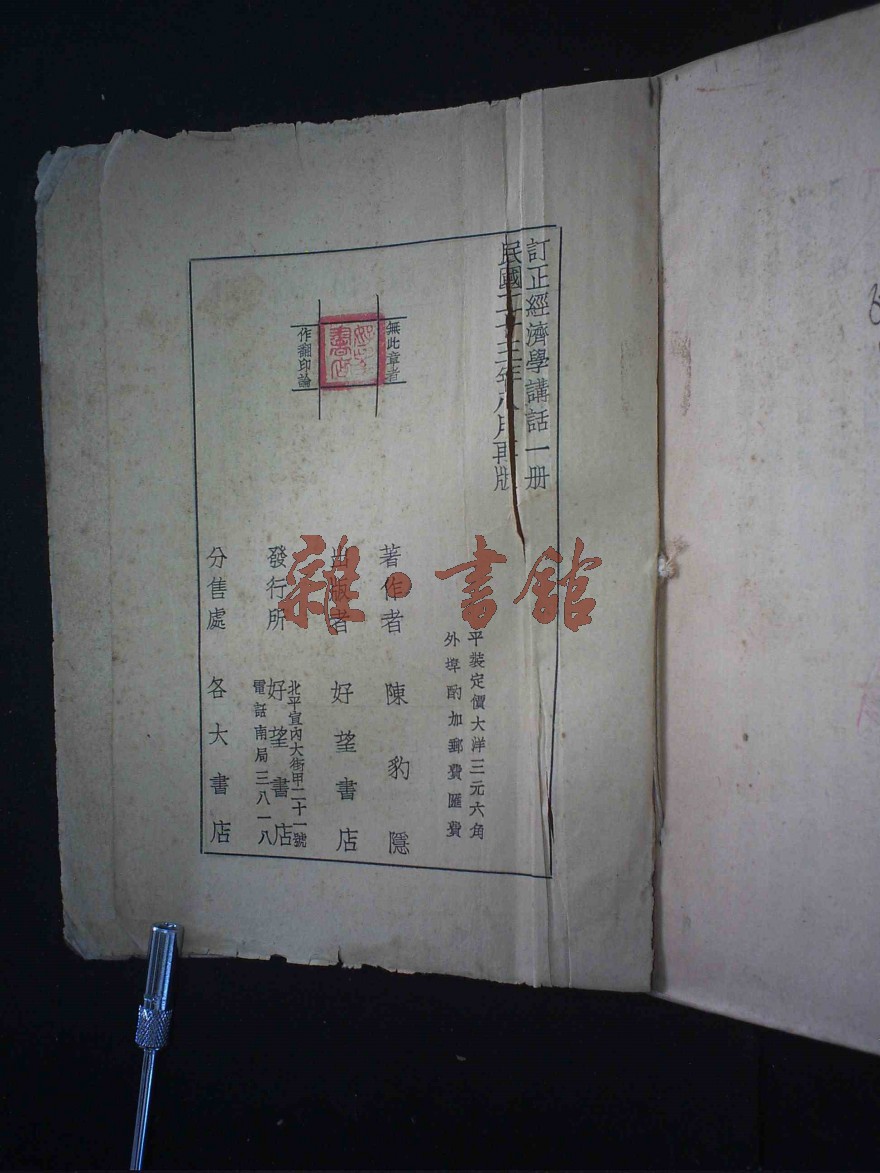 訂正經濟學講話一册
民國二十三年八月再版
無此章者
作翻印論
平裝定價大洋三元六角
外埠酌加郵費匯費
著作者 陳豹隱
出版者 好望書店
發行所 好望書店
北平宣內大街甲二十一號
電話南局三八一八
分售處 各大書店
雜·書館